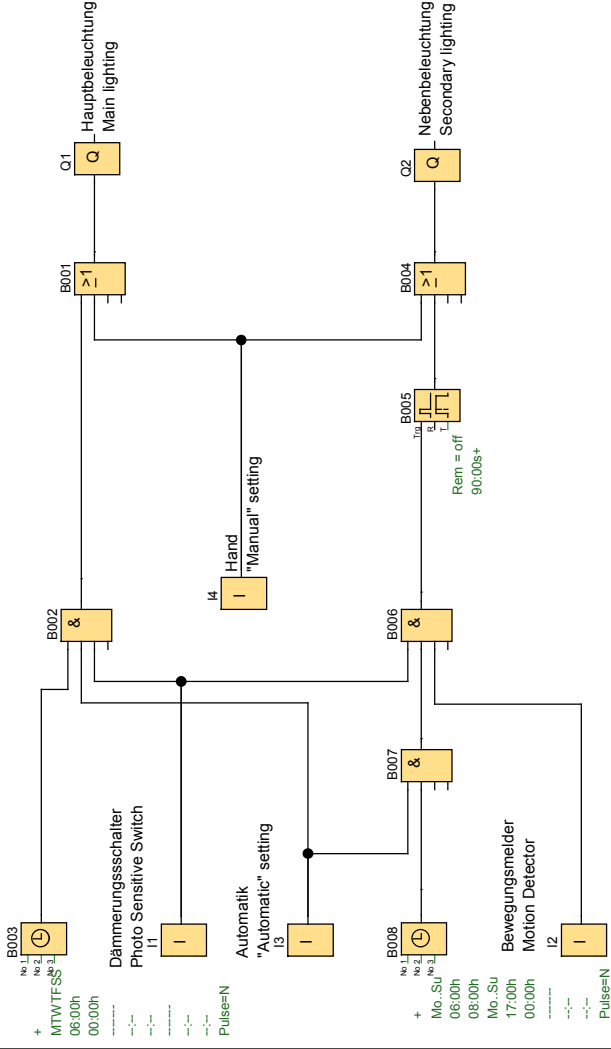 B003
No 1
No 2
No 3
+
MTWTFSS
06:00h
00:00h
------
--:--
--:--
------
--:--
--:--
Pulse=N
Dämmerungssschalter
Photo Sensitive Switch
I1
I
Automatik
"Automatic" setting
I3
I
B008
No 1
No 2
No 3
+
Mo..Su
06:00h
08:00h
Mo..Su
17:00h
00:00h
------
--:--
--:--
Pulse=N
Bewegungsmelder
Motion Detector
I2
I
B007
&
B002
&
B006
&
Hand
"Manual" setting
I4
I
B005
Trg
R
T
Rem = off
90:00s+
B001
≥1
B004
≥1
Q1
Q
Hauptbeleuchtung
Main lighting
Q2
Q
Nebenbeleuchtung
Secondary lighting